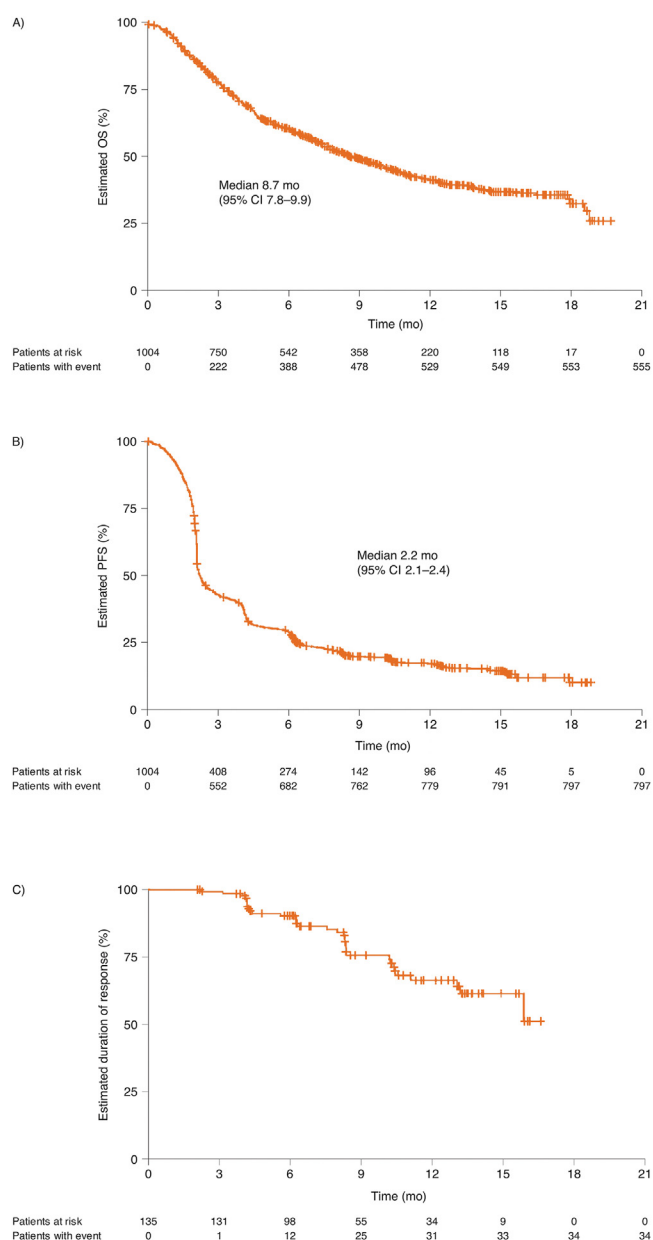 A)
100
75
50
25
0
Estimated OS (%)
Median 8.7 mo
(95% CI 7.8–9.9)
0 3 6 9 12 15 18 21
Time (mo)
Patients at risk 1004 750 542 358 220 118 17 0
Patients with event 0 222 388 478 529 549 553 555
B)
100
75
50
25
0
Estimated PFS (%)
Median 2.2 mo
(95% CI 2.1–2.4)
0 3 6 9 12 15 18 21
Time (mo)
Patients at risk 1004 408 274 142 96 45 5 0
Patients with event 0 552 682 762 779 791 797 797
C)
100
75
50
25
0
Estimated duration of response (%)
0 3 6 9 12 15 18 21
Time (mo)
Patients at risk 135 131 98 55 34 9 0 0
Patients with event 0 1 12 25 31 33 34 34